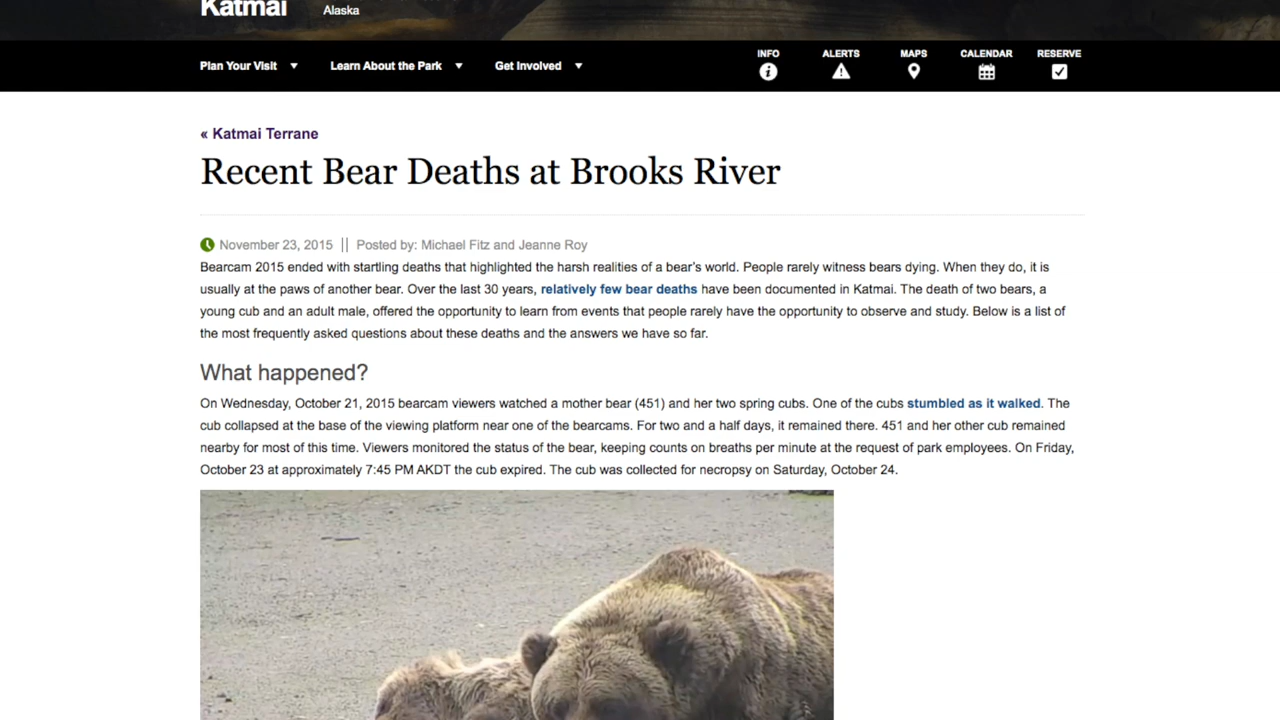 Katmai
Alaska
Plan Your Visit
Learn About the Park
Get Involved
INFO
ALERTS
MAPS
CALENDAR
RESERVE
« Katmai Terrane
Recent Bear Deaths at Brooks River
November 23, 2015 || Posted by: Michael Fitz and Jeanne Roy
Bearcam 2015 ended with startling deaths that highlighted the harsh realities of a bear's world. People rarely witness bears dying. When they do, it is
usually at the paws of another bear. Over the last 30 years, relatively few bear deaths have been documented in Katmai. The death of two bears, a
young cub and an adult male, offered the opportunity to learn from events that people rarely have the opportunity to observe and study. Below is a list of
the most frequently asked questions about these deaths and the answers we have so far.
What happened?
On Wednesday, October 21, 2015 bearcam viewers watched a mother bear (451) and her two spring cubs. One of the cubs stumbled as it walked. The
cub collapsed at the base of the viewing platform near one of the bearcams. For two and a half days, it remained there. 451 and her other cub remained
nearby for most of this time. Viewers monitored the status of the bear, keeping counts on breaths per minute at the request of park employees. On Friday,
October 23 at approximately 7:45 PM AKDT the cub expired. The cub was collected for necropsy on Saturday, October 24.